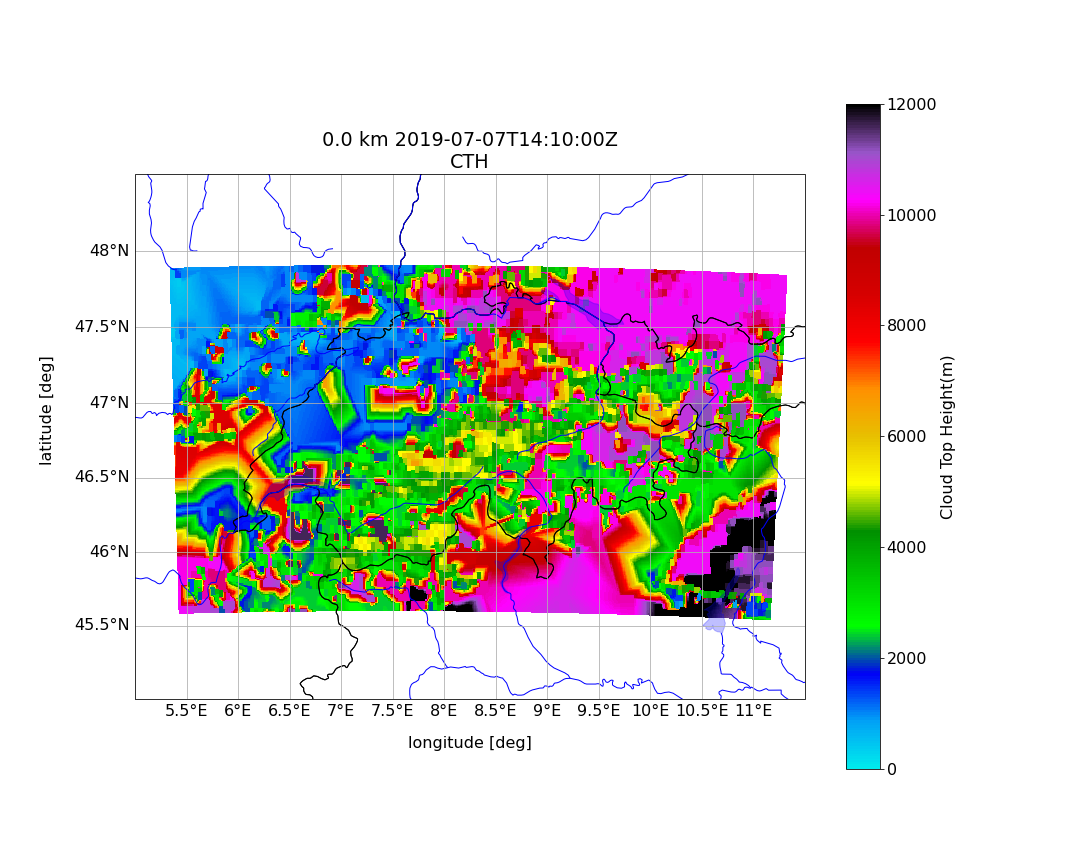 0.0 km 2019-07-07T14:10:00Z
CTH
48°N
47.5°N
47°N
46.5°N
46°N
45.5°N
latitude [deg]
5.5°E 6°E 6.5°E 7°E 7.5°E 8°E 8.5°E 9°E 9.5°E 10°E 10.5°E 11°E
longitude [deg]
12000
10000
8000
6000
4000
2000
0
Cloud Top Height(m)